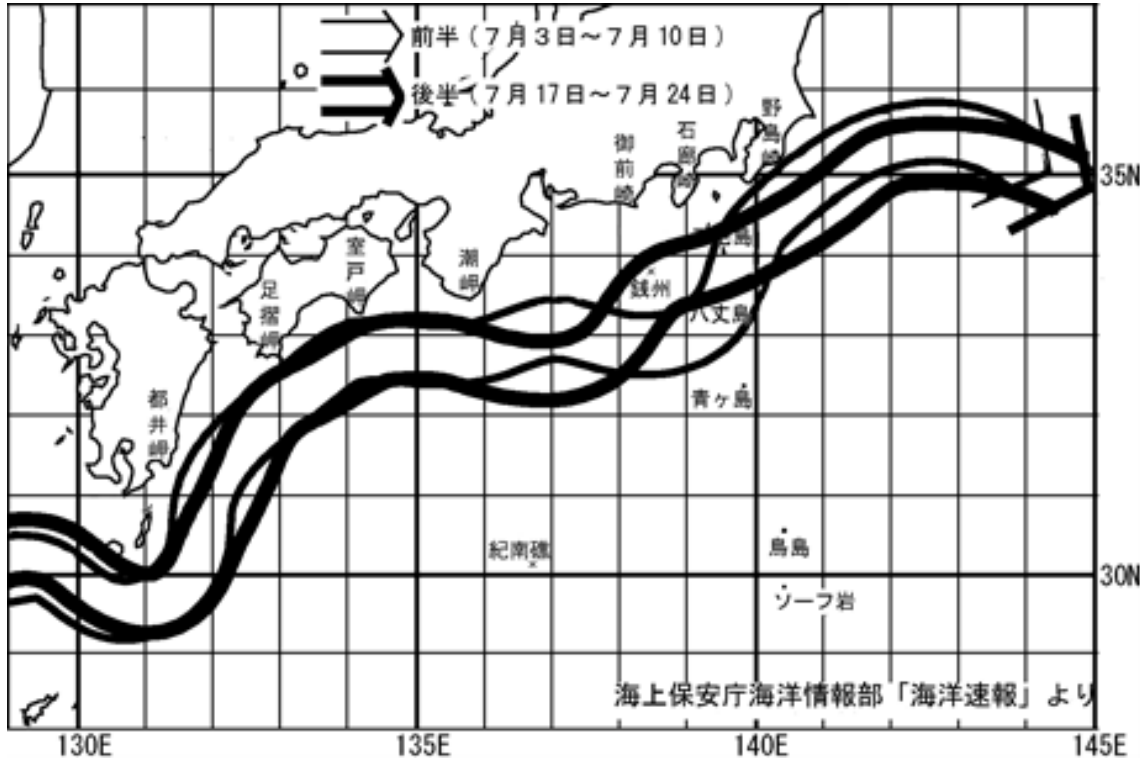 前半(7月3日~7月10日)
後半(7月17日~7月24日)
野島崎
石廊崎
御前崎
潮岬
室戸岬
足摺岬
都井岬
銭州
八丈島
青ヶ島
紀南礁
鳥島
ソーフ岩
35N
30N
海上保安庁海洋情報部「海洋速報」より
130E
135E
140E
145E